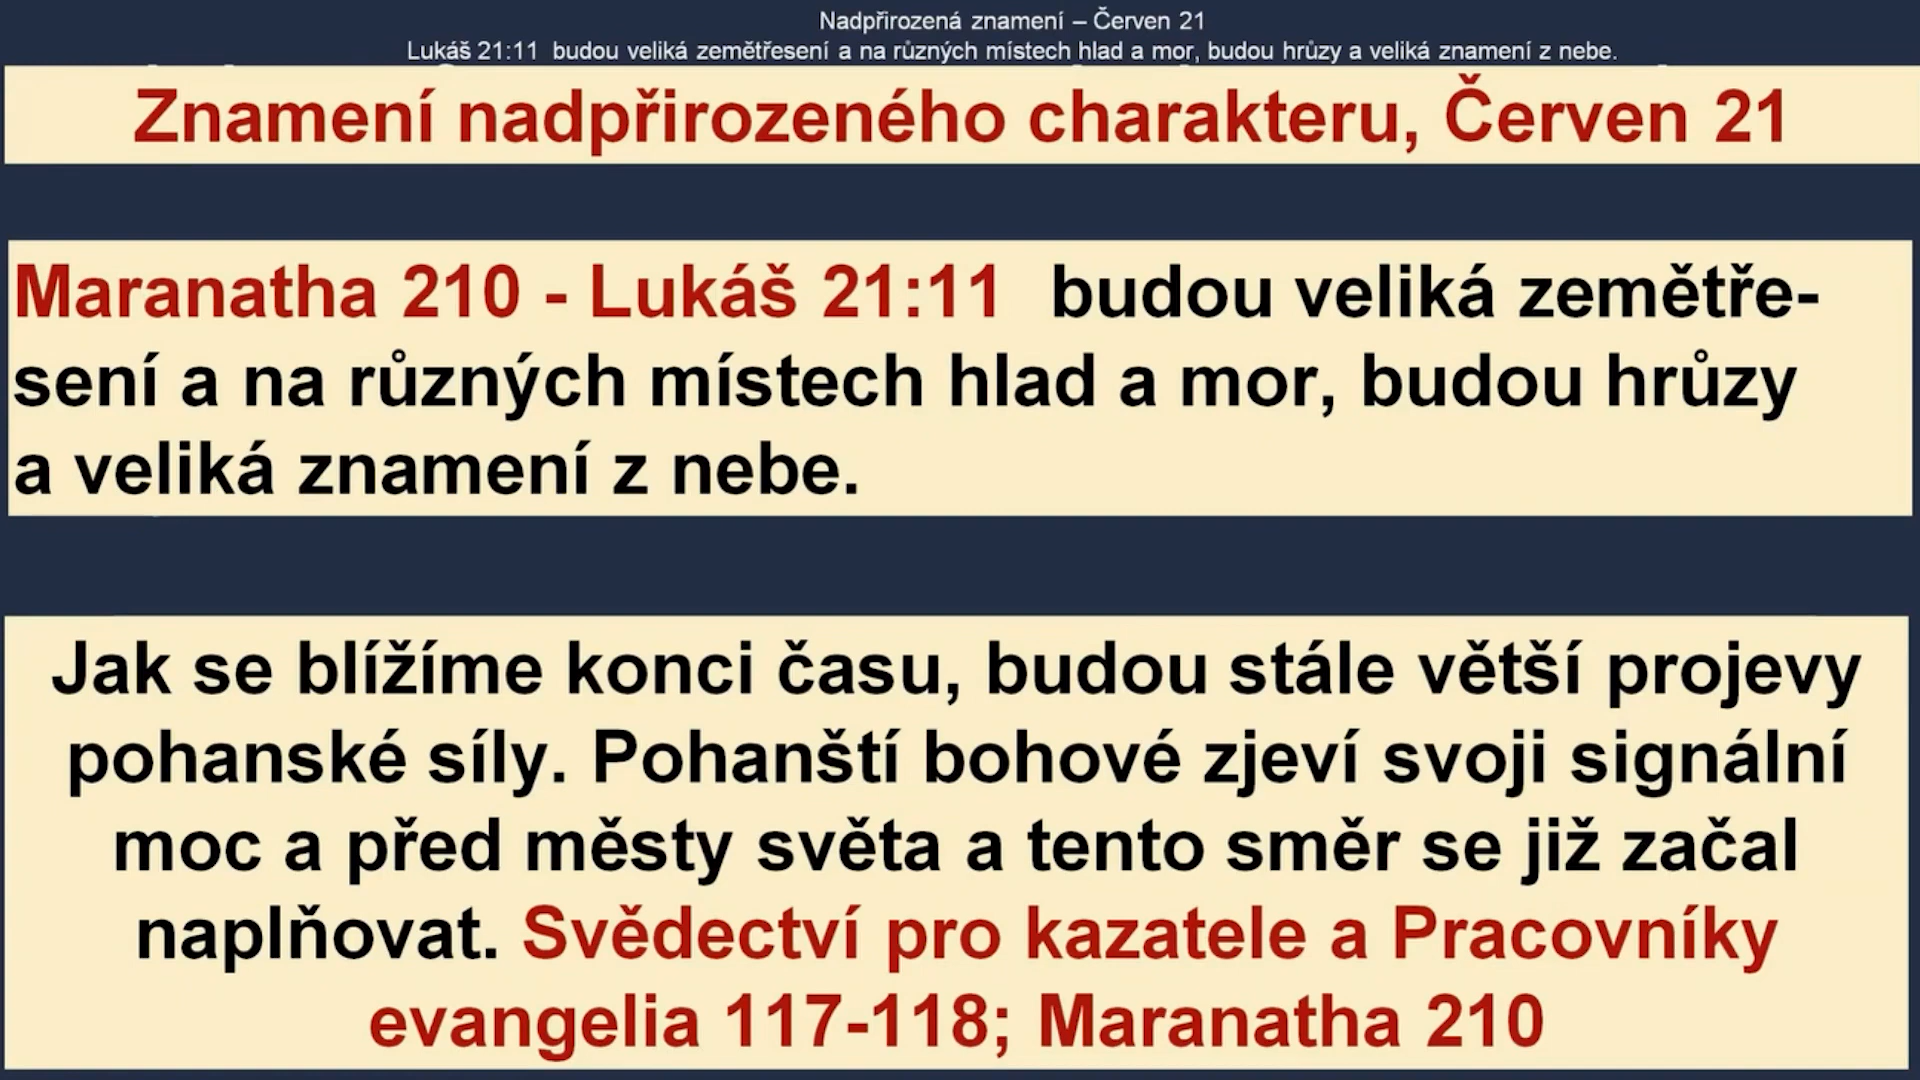 Nadpřirozená znamení – Červen 21
Lukáš 21:11 budou veliká zemětřesení a na různých místech hlad a mor, budou hrůzy a veliká znamení z nebe.
Znamení nadpřirozeného charakteru, Červen 21
Maranatha 210 - Lukáš 21:11 budou veliká zemětře-
sení a na různých místech hlad a mor, budou hrůzy
a veliká znamení z nebe.
Jak se blížíme konci času, budou stále větší projevy
pohanské síly. Pohanští bohové zjeví svoji signální
moc a před městy světa a tento směr se již začal
naplňovat. Svědectví pro kazatele a Pracovníky
evangelia 117-118; Maranatha 210